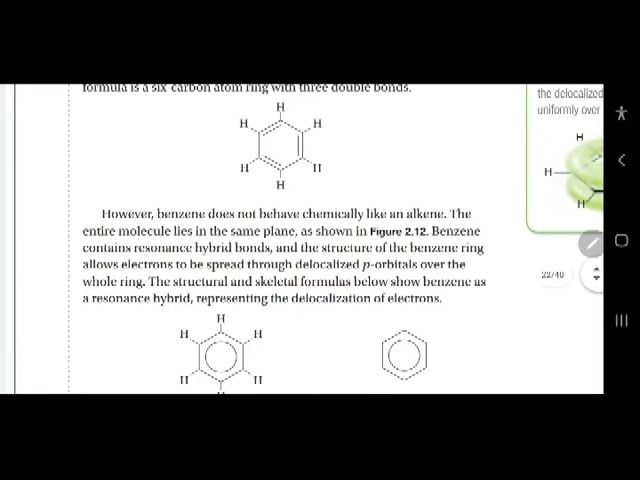 formula is a six-carbon atom ring with three double bonds.
H
H H
H H
H
However, benzene does not behave chemically like an alkene. The
entire molecule lies in the same plane, as shown in Figure 2.12. Benzene
contains resonance hybrid bonds, and the structure of the benzene ring
allows electrons to be spread through delocalized p-orbitals over the
whole ring. The structural and skeletal formulas below show benzene as
a resonance hybrid, representing the delocalization of electrons.
H
H H
H H
H
the delocalized
uniformly over
H
H
H
22/40